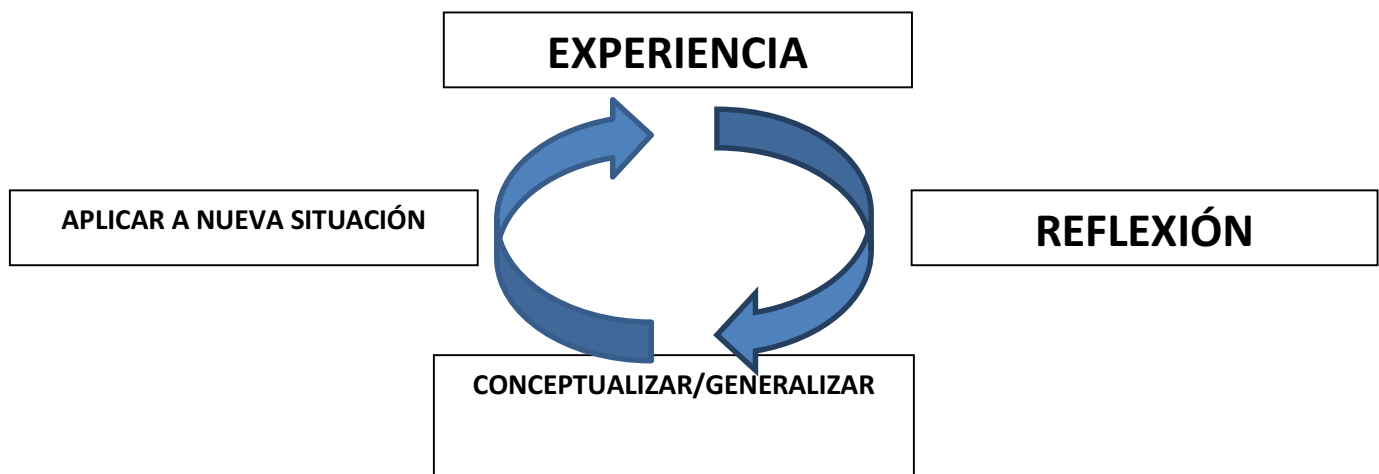 EXPERIENCIA
APLICAR A NUEVA SITUACIÓN
REFLEXIÓN
CONCEPTUALIZAR/GENERALIZAR